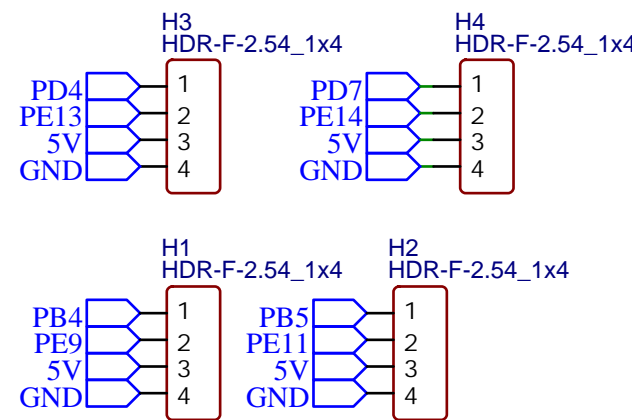 H3
HDR-F-2.54_1x4
PD4 1
PE13 2
5V 3
GND 4
H4
HDR-F-2.54_1x4
PD7 1
PE14 2
5V 3
GND 4
H1
HDR-F-2.54_1x4
PB4 1
PE9 2
5V 3
GND 4
H2
HDR-F-2.54_1x4
PB5 1
PE11 2
5V 3
GND 4